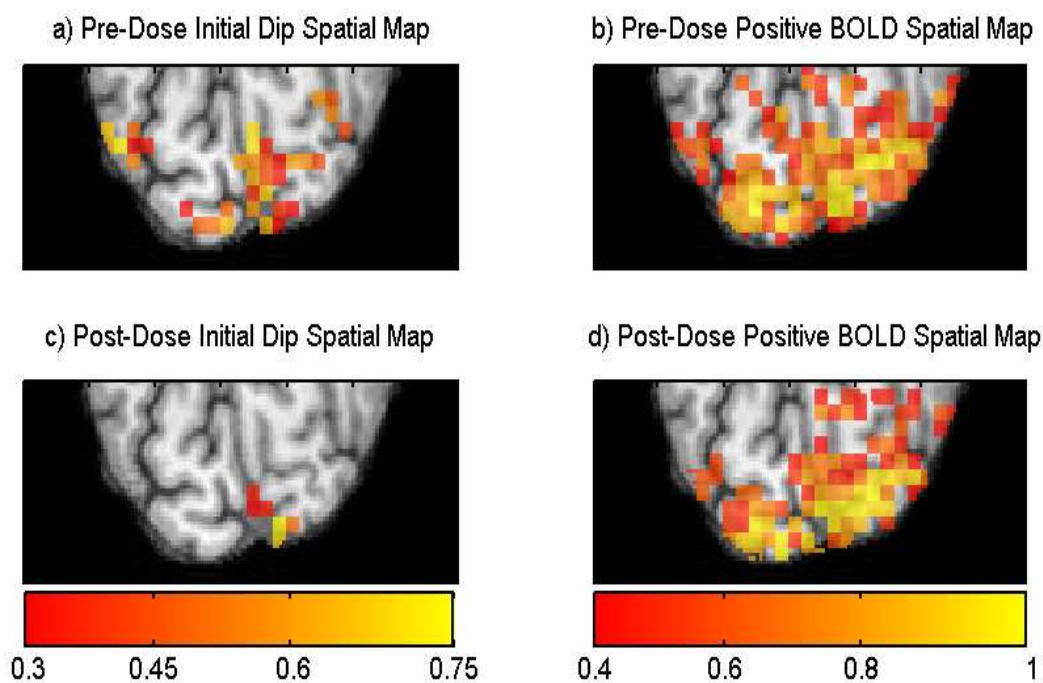 a) Pre-Dose Initial Dip Spatial Map
b) Pre-Dose Positive BOLD Spatial Map
c) Post-Dose Initial Dip Spatial Map
d) Post-Dose Positive BOLD Spatial Map
0.3 0.45 0.6 0.75
0.4 0.6 0.8 1